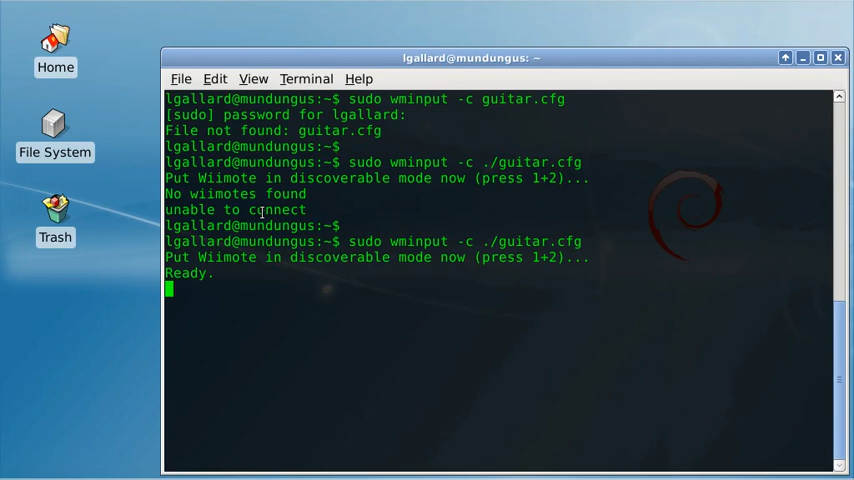 lgallard@mundungus: ~
Home
File Edit View Terminal Help
lgallard@mundungus:~$ sudo wminput -c guitar.cfg
[sudo] password for lgallard:
File not found: guitar.cfg
lgallard@mundungus:~$
lgallard@mundungus:~$ sudo wminput -c ./guitar.cfg
Put Wiimote in discoverable mode now (press 1+2)...
No wiimotes found
unable to connect
lgallard@mundungus:~$
lgallard@mundungus:~$ sudo wminput -c ./guitar.cfg
Put Wiimote in discoverable mode now (press 1+2)...
Ready.
File System
Trash